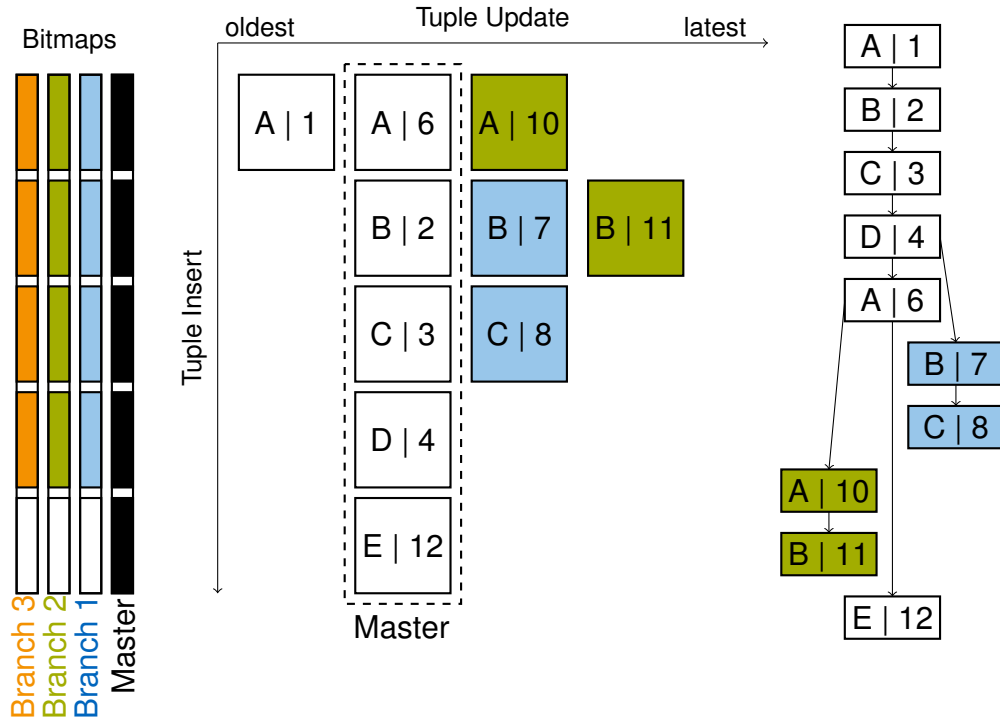 Tuple Update
oldest
latest
Bitmaps
Tuple Insert
A | 1
A | 6
A | 10
B | 2
B | 7
B | 11
C | 3
C | 8
D | 4
E | 12
Master
Branch 3
Branch 2
Branch 1
Master
A | 1
B | 2
C | 3
D | 4
A | 6
B | 7
C | 8
A | 10
B | 11
E | 12